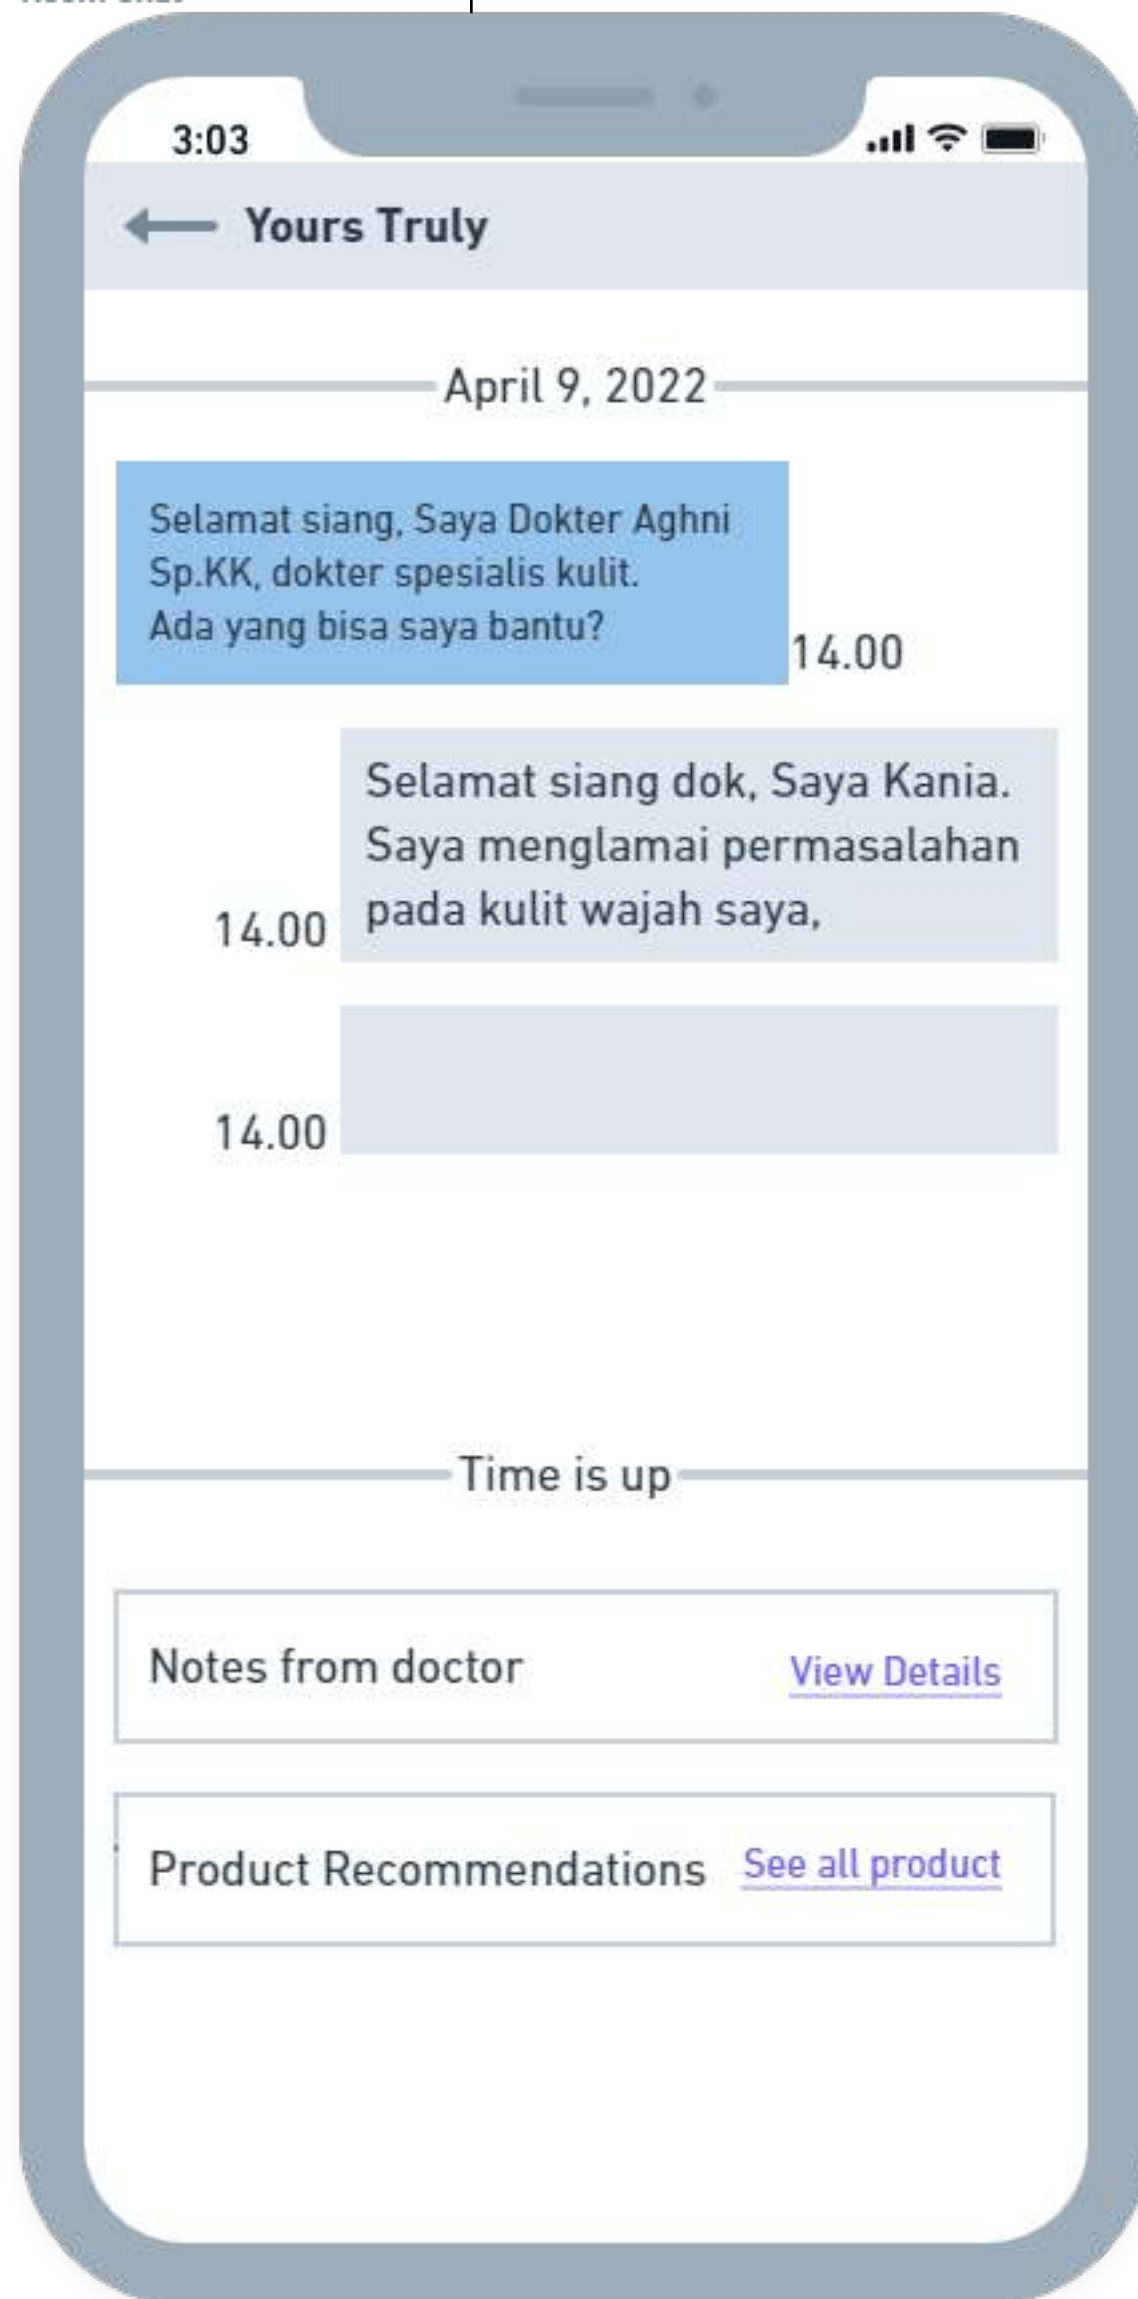 3:03
Yours Truly
April 9, 2022
Selamat siang, Saya Dokter Aghni
Sp.KK, dokter spesialis kulit.
Ada yang bisa saya bantu?
14.00
Selamat siang dok, Saya Kania.
Saya menglamai permasalahan
pada kulit wajah saya,
14.00
14.00
Time is up
Notes from doctor View Details
Product Recommendations See all product